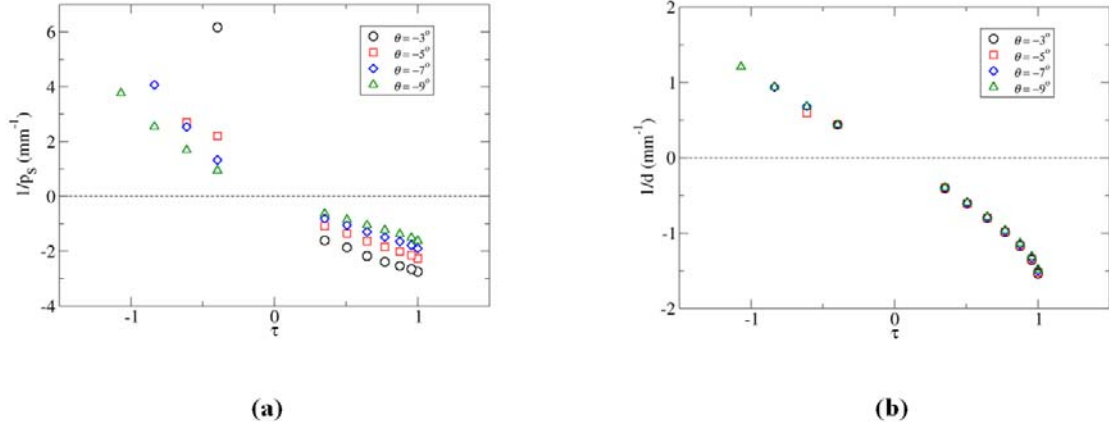 6
4
2
0
-2
-4
1/p_S (mm^-1)
-1
0
1
τ
θ = −3°
θ = −5°
θ = −7°
θ = −9°
(a)
2
1
0
-1
-2
1/d (mm^-1)
-1
0
1
τ
θ = −3°
θ = −5°
θ = −7°
θ = −9°
(b)